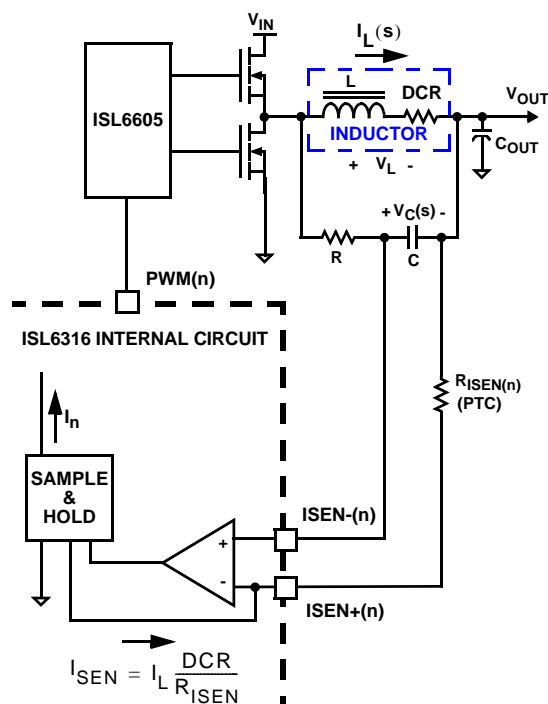 V_IN
I_L(s)
L
DCR
V_OUT
ISL6605
INDUCTOR
C_OUT
+ V_L -
+ V_C(s) -
R
C
PWM(n)
ISL6316 INTERNAL CIRCUIT
R_ISEN(n)
(PTC)
I_n
SAMPLE
&
HOLD
ISEN-(n)
+
-
ISEN+(n)
I_SEN = I_L DCR/R_ISEN